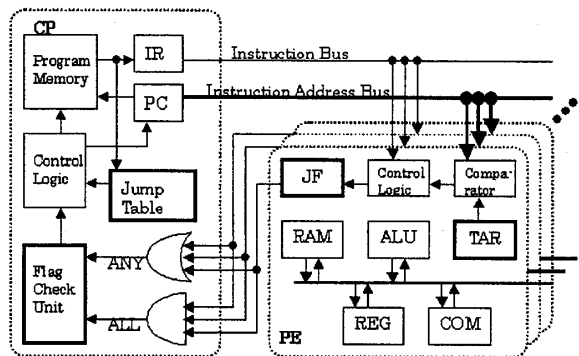 CP
Program
Memory
IR
Instruction Bus
PC
Instruction Address Bus
Control
Logic
Jump
Table
Flag
Check
Unit
ANY
ALL
JF
Control
Logic
Compa-
rator
RAM
ALU
TAR
REG
COM
PE